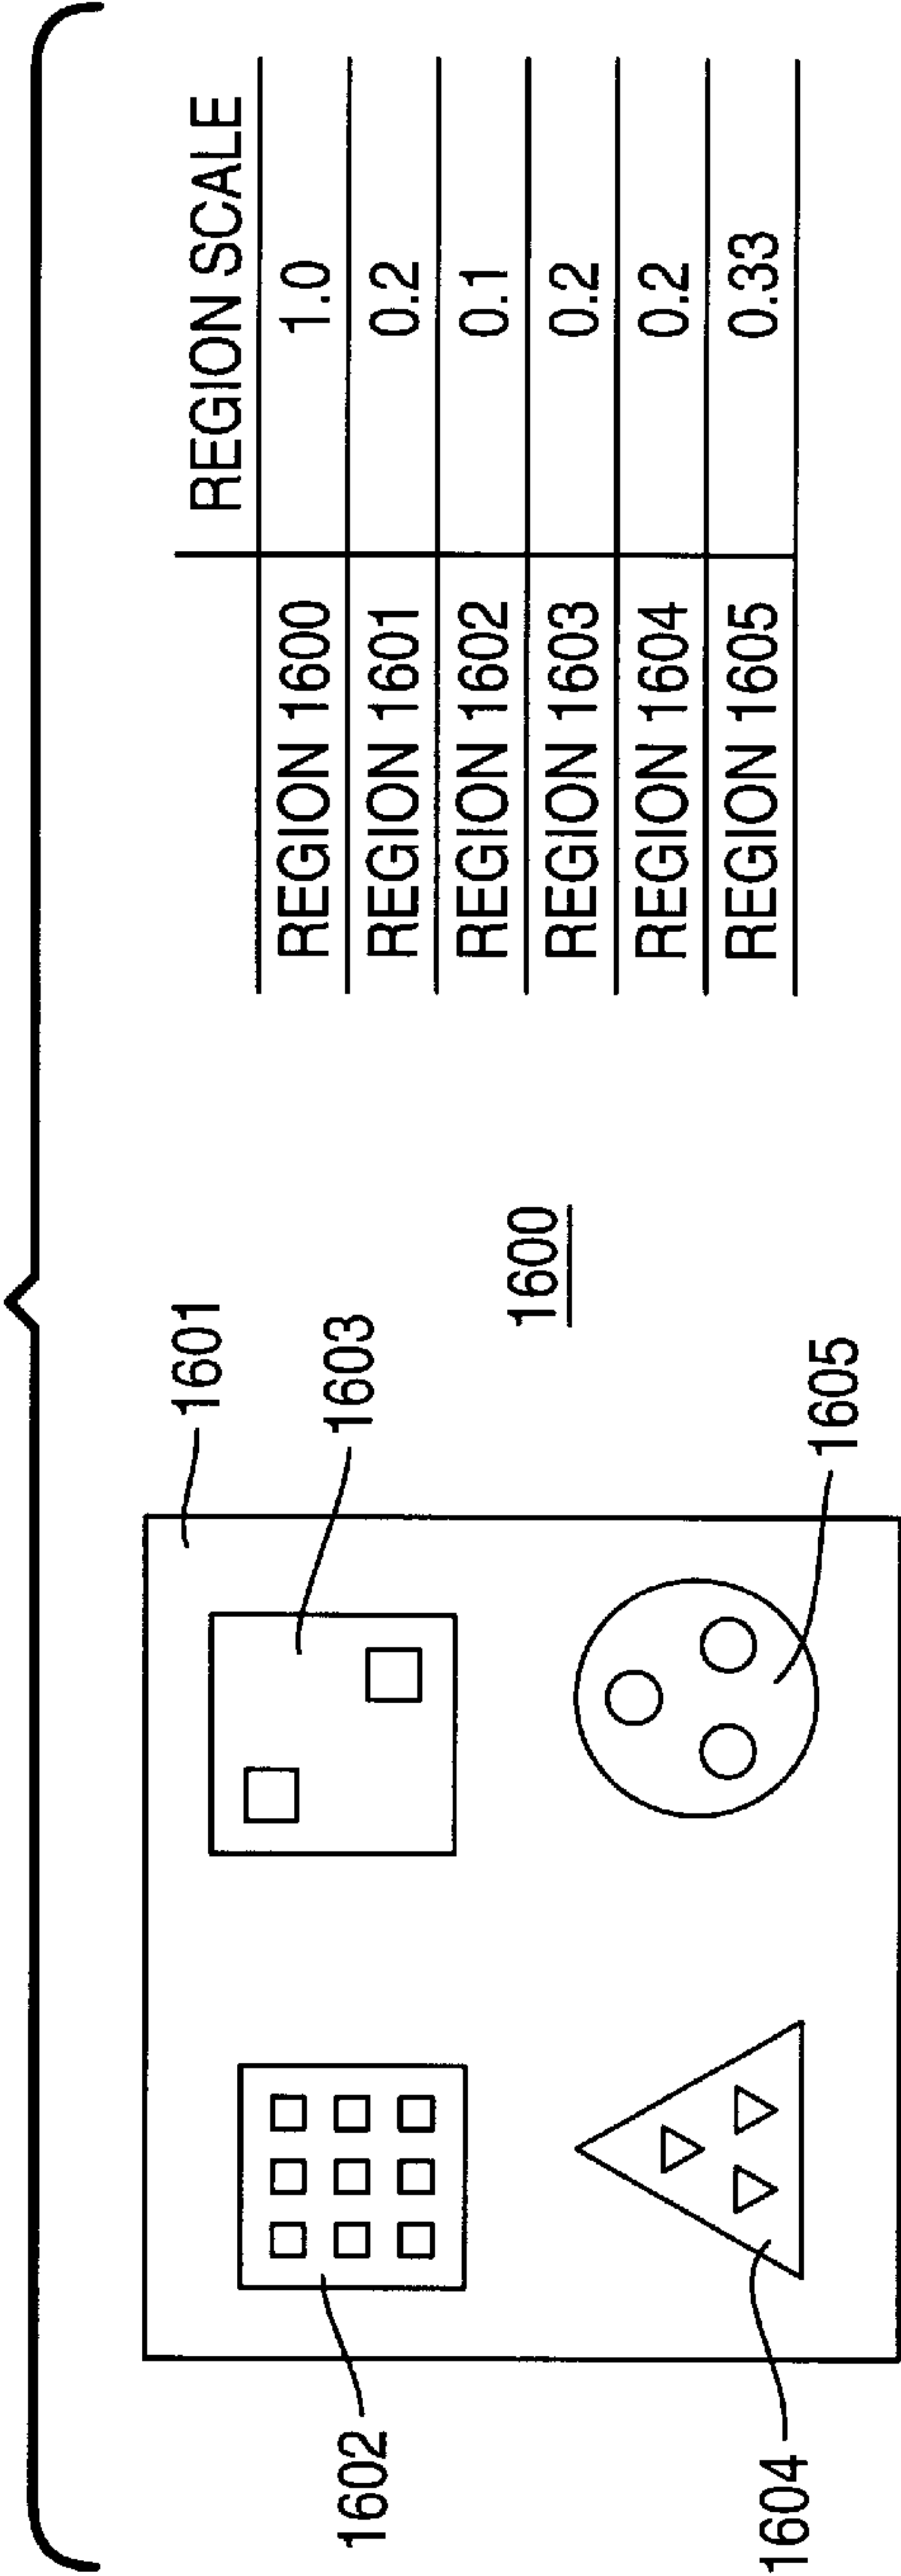 1601
1602
1603
1600
1604
1605
REGION SCALE
REGION 1600 1.0
REGION 1601 0.2
REGION 1602 0.1
REGION 1603 0.2
REGION 1604 0.2
REGION 1605 0.33